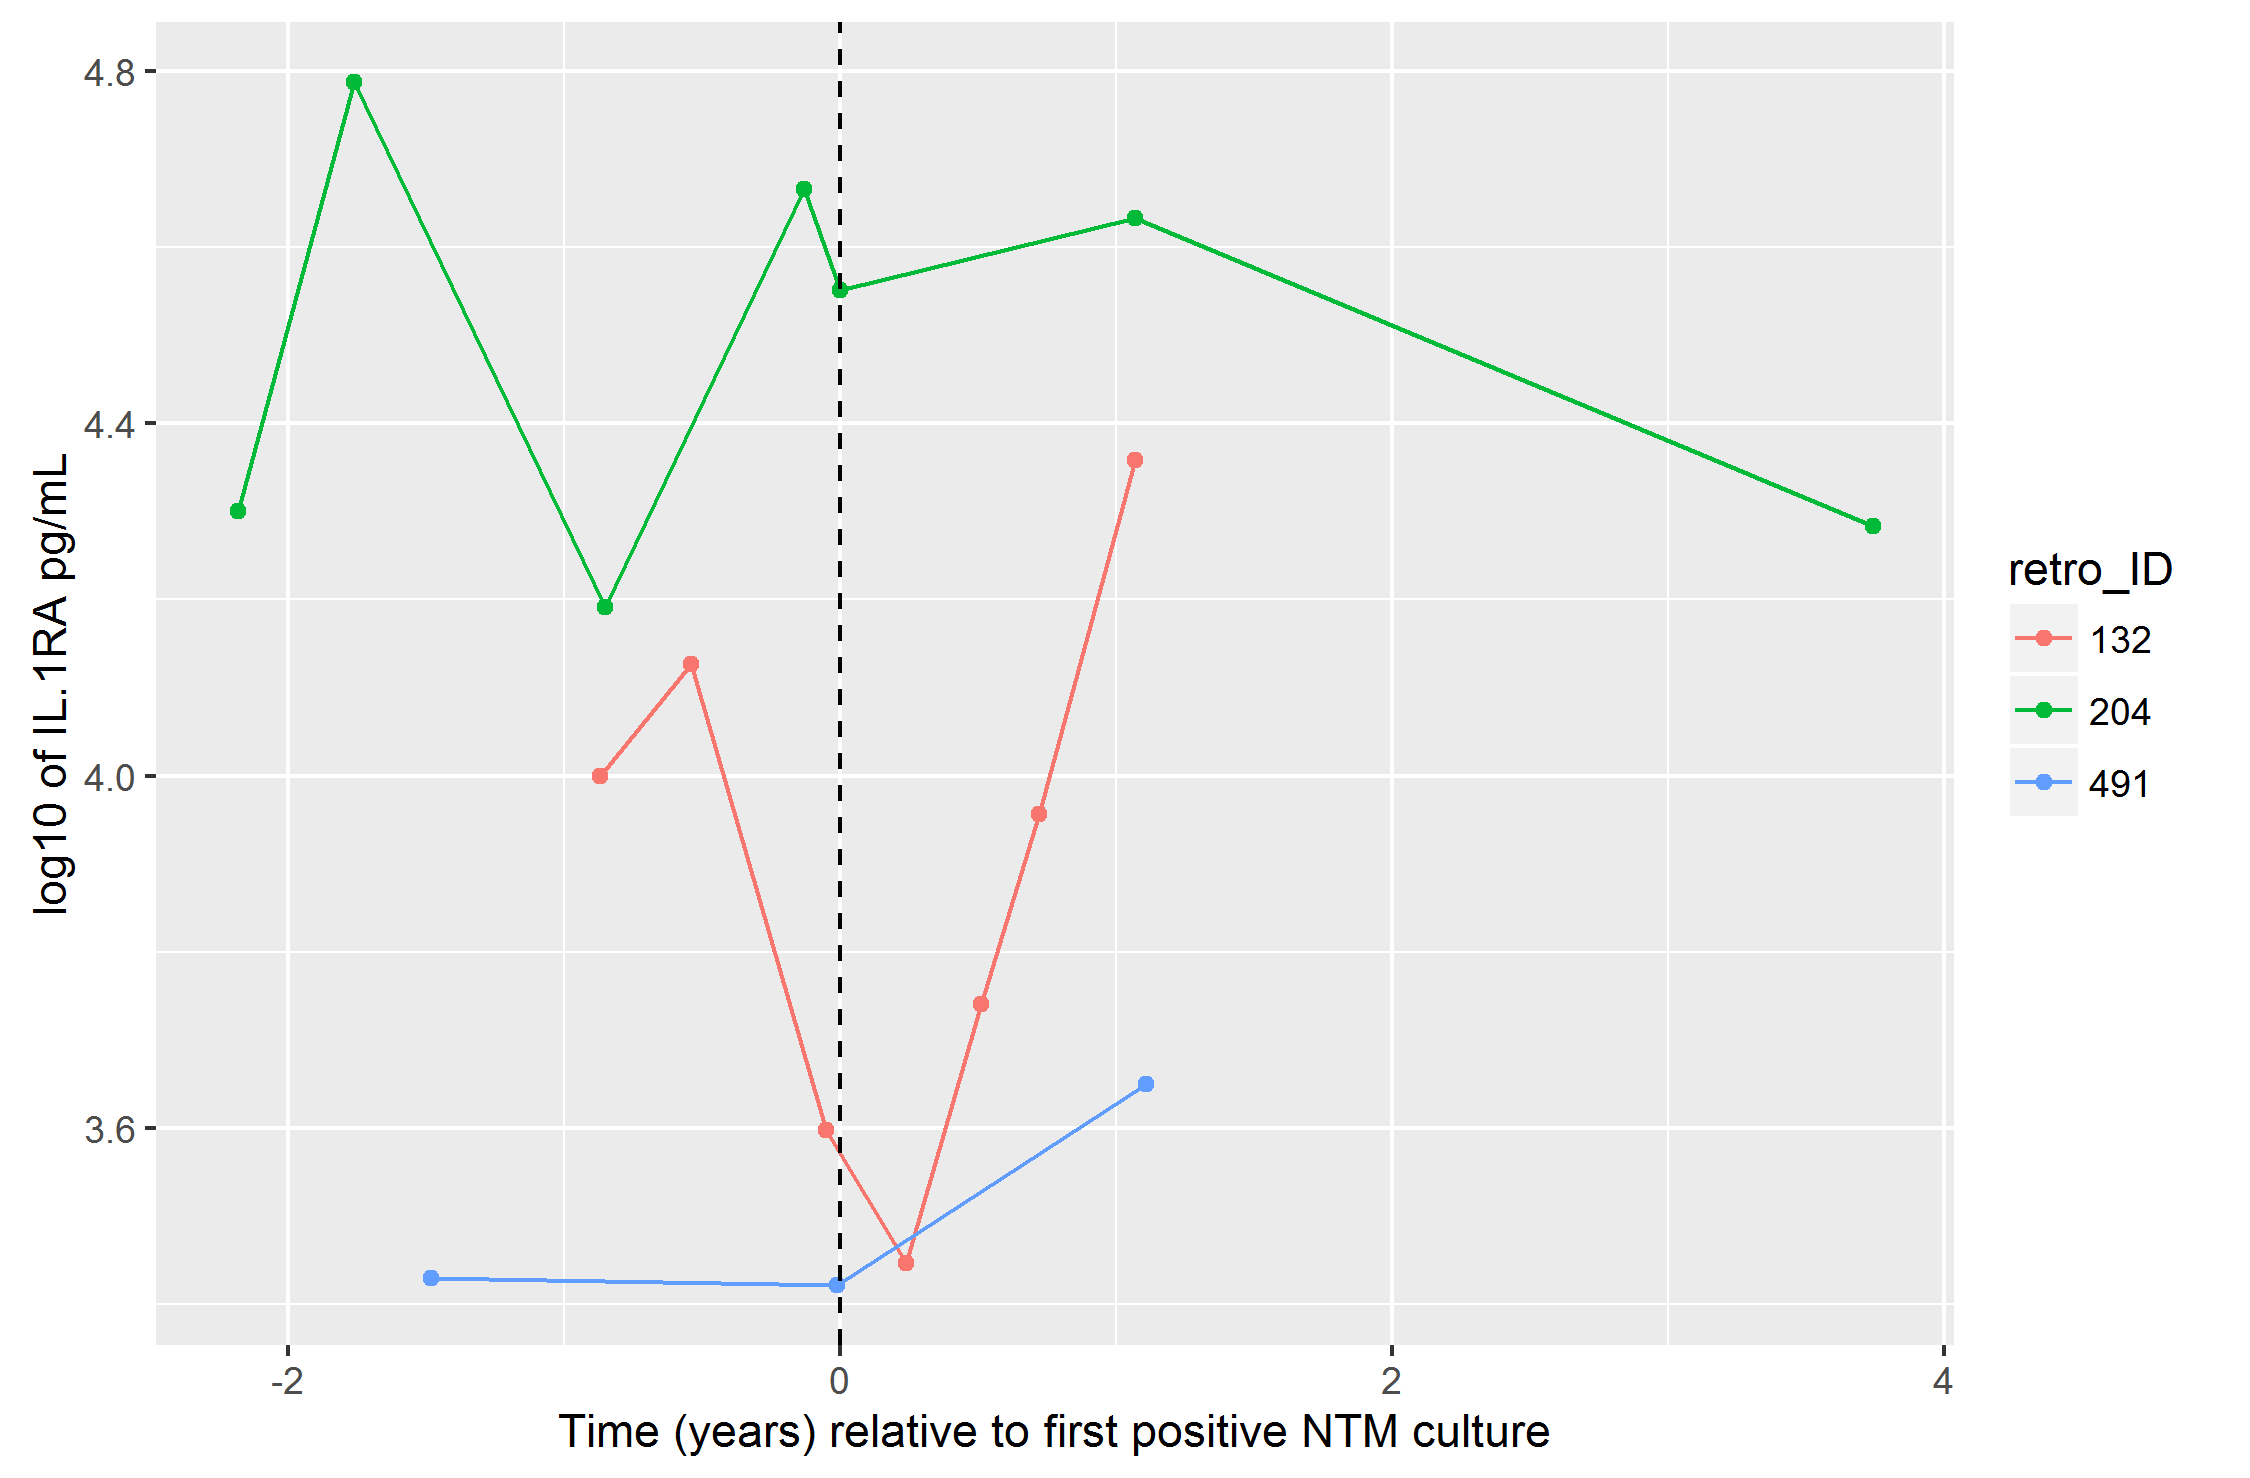 log10 of IL.1RA pg/mL
4.8
4.4
4.0
3.6
-2 0 2 4
Time (years) relative to first positive NTM culture
retro_ID
132
204
491